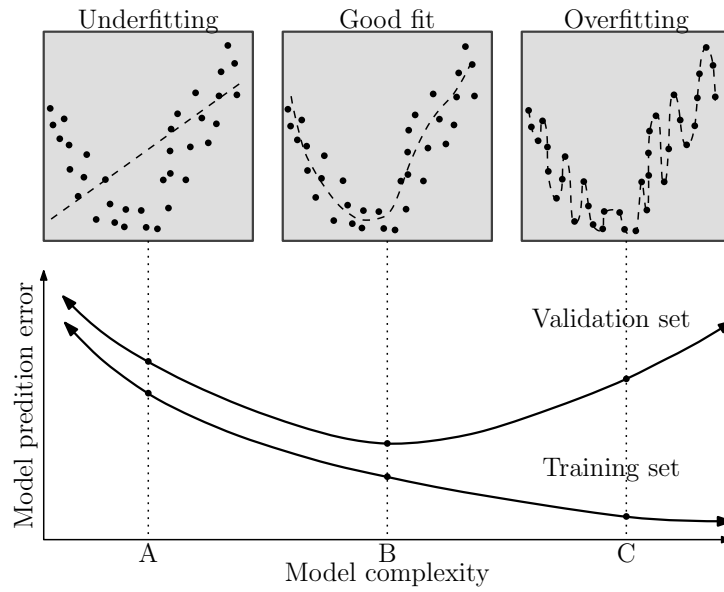 Underfitting
Good fit
Overfitting
Model predition error
Validation set
Training set
A
B
C
Model complexity